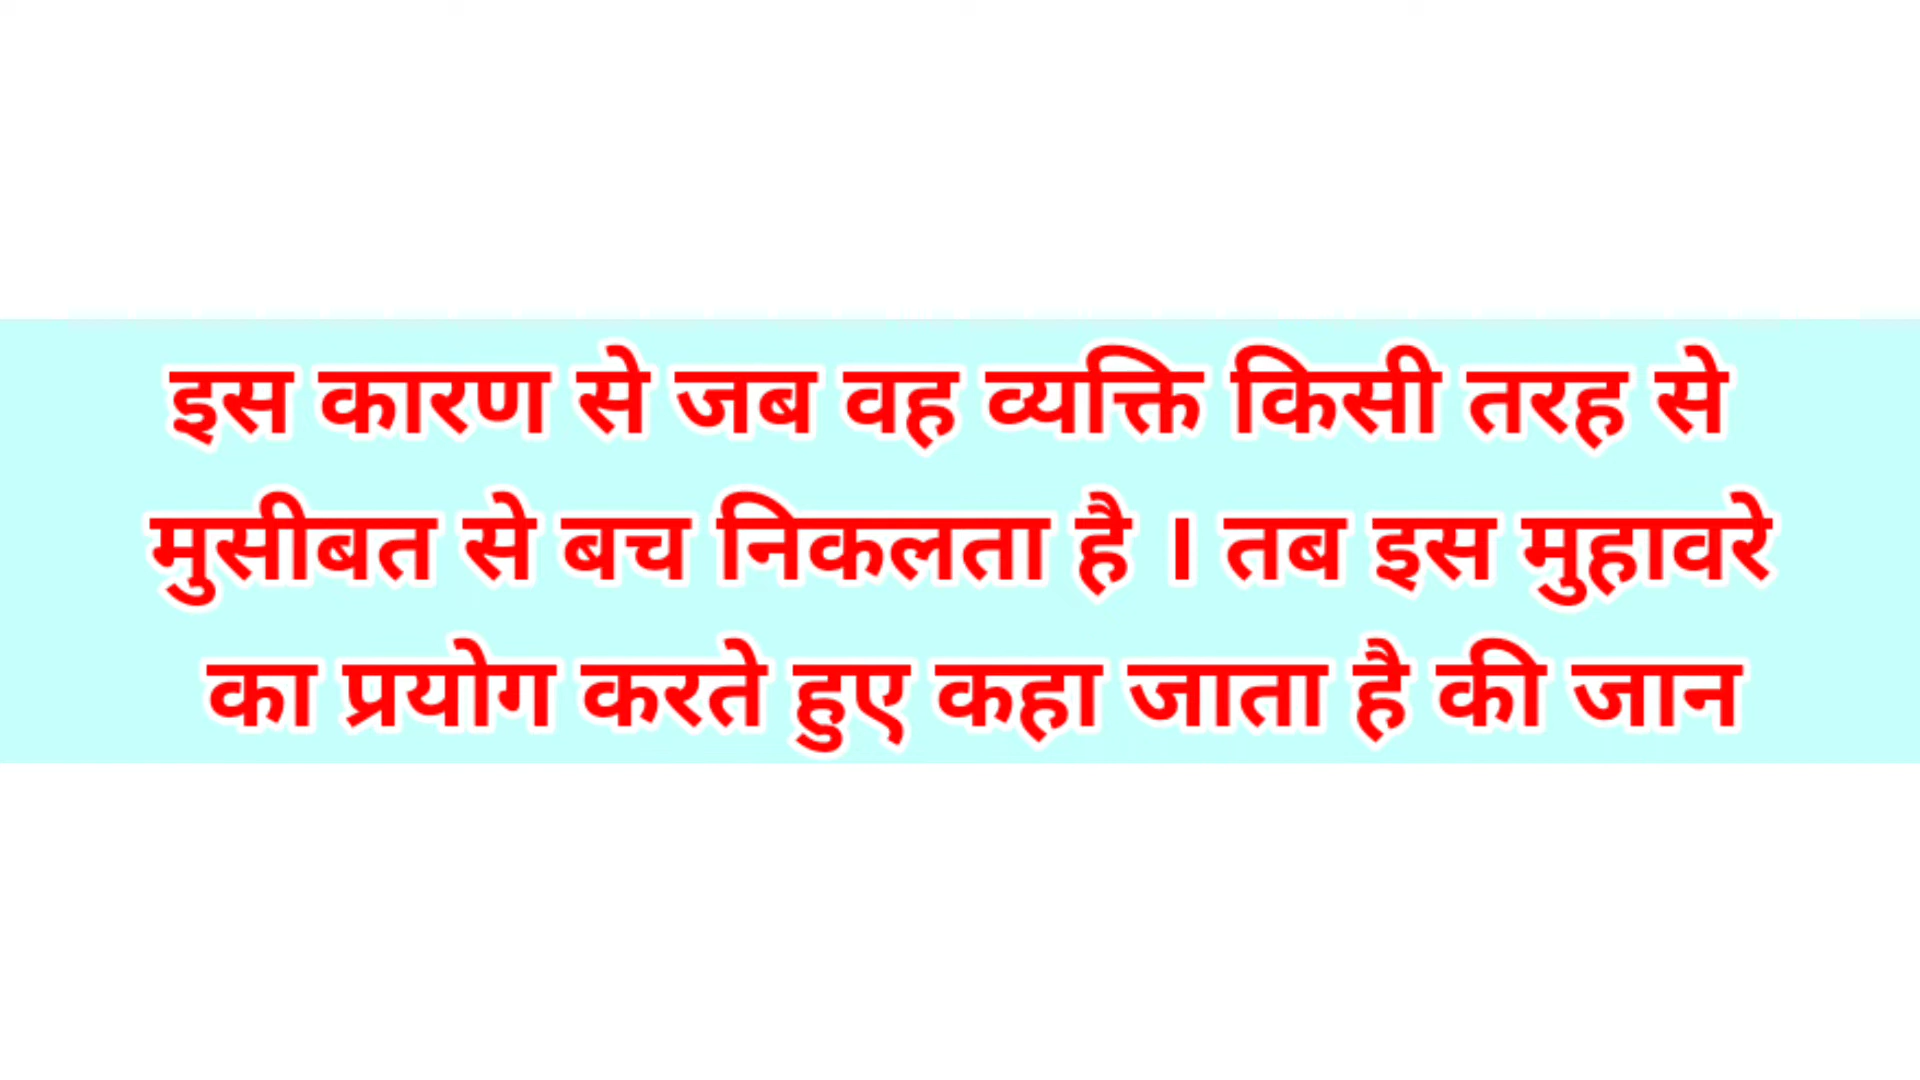 इस कारण से जब वह व्यक्ति किसी तरह से
मुसीबत से बच निकलता है । तब इस मुहावरे
का प्रयोग करते हुए कहा जाता है की जान